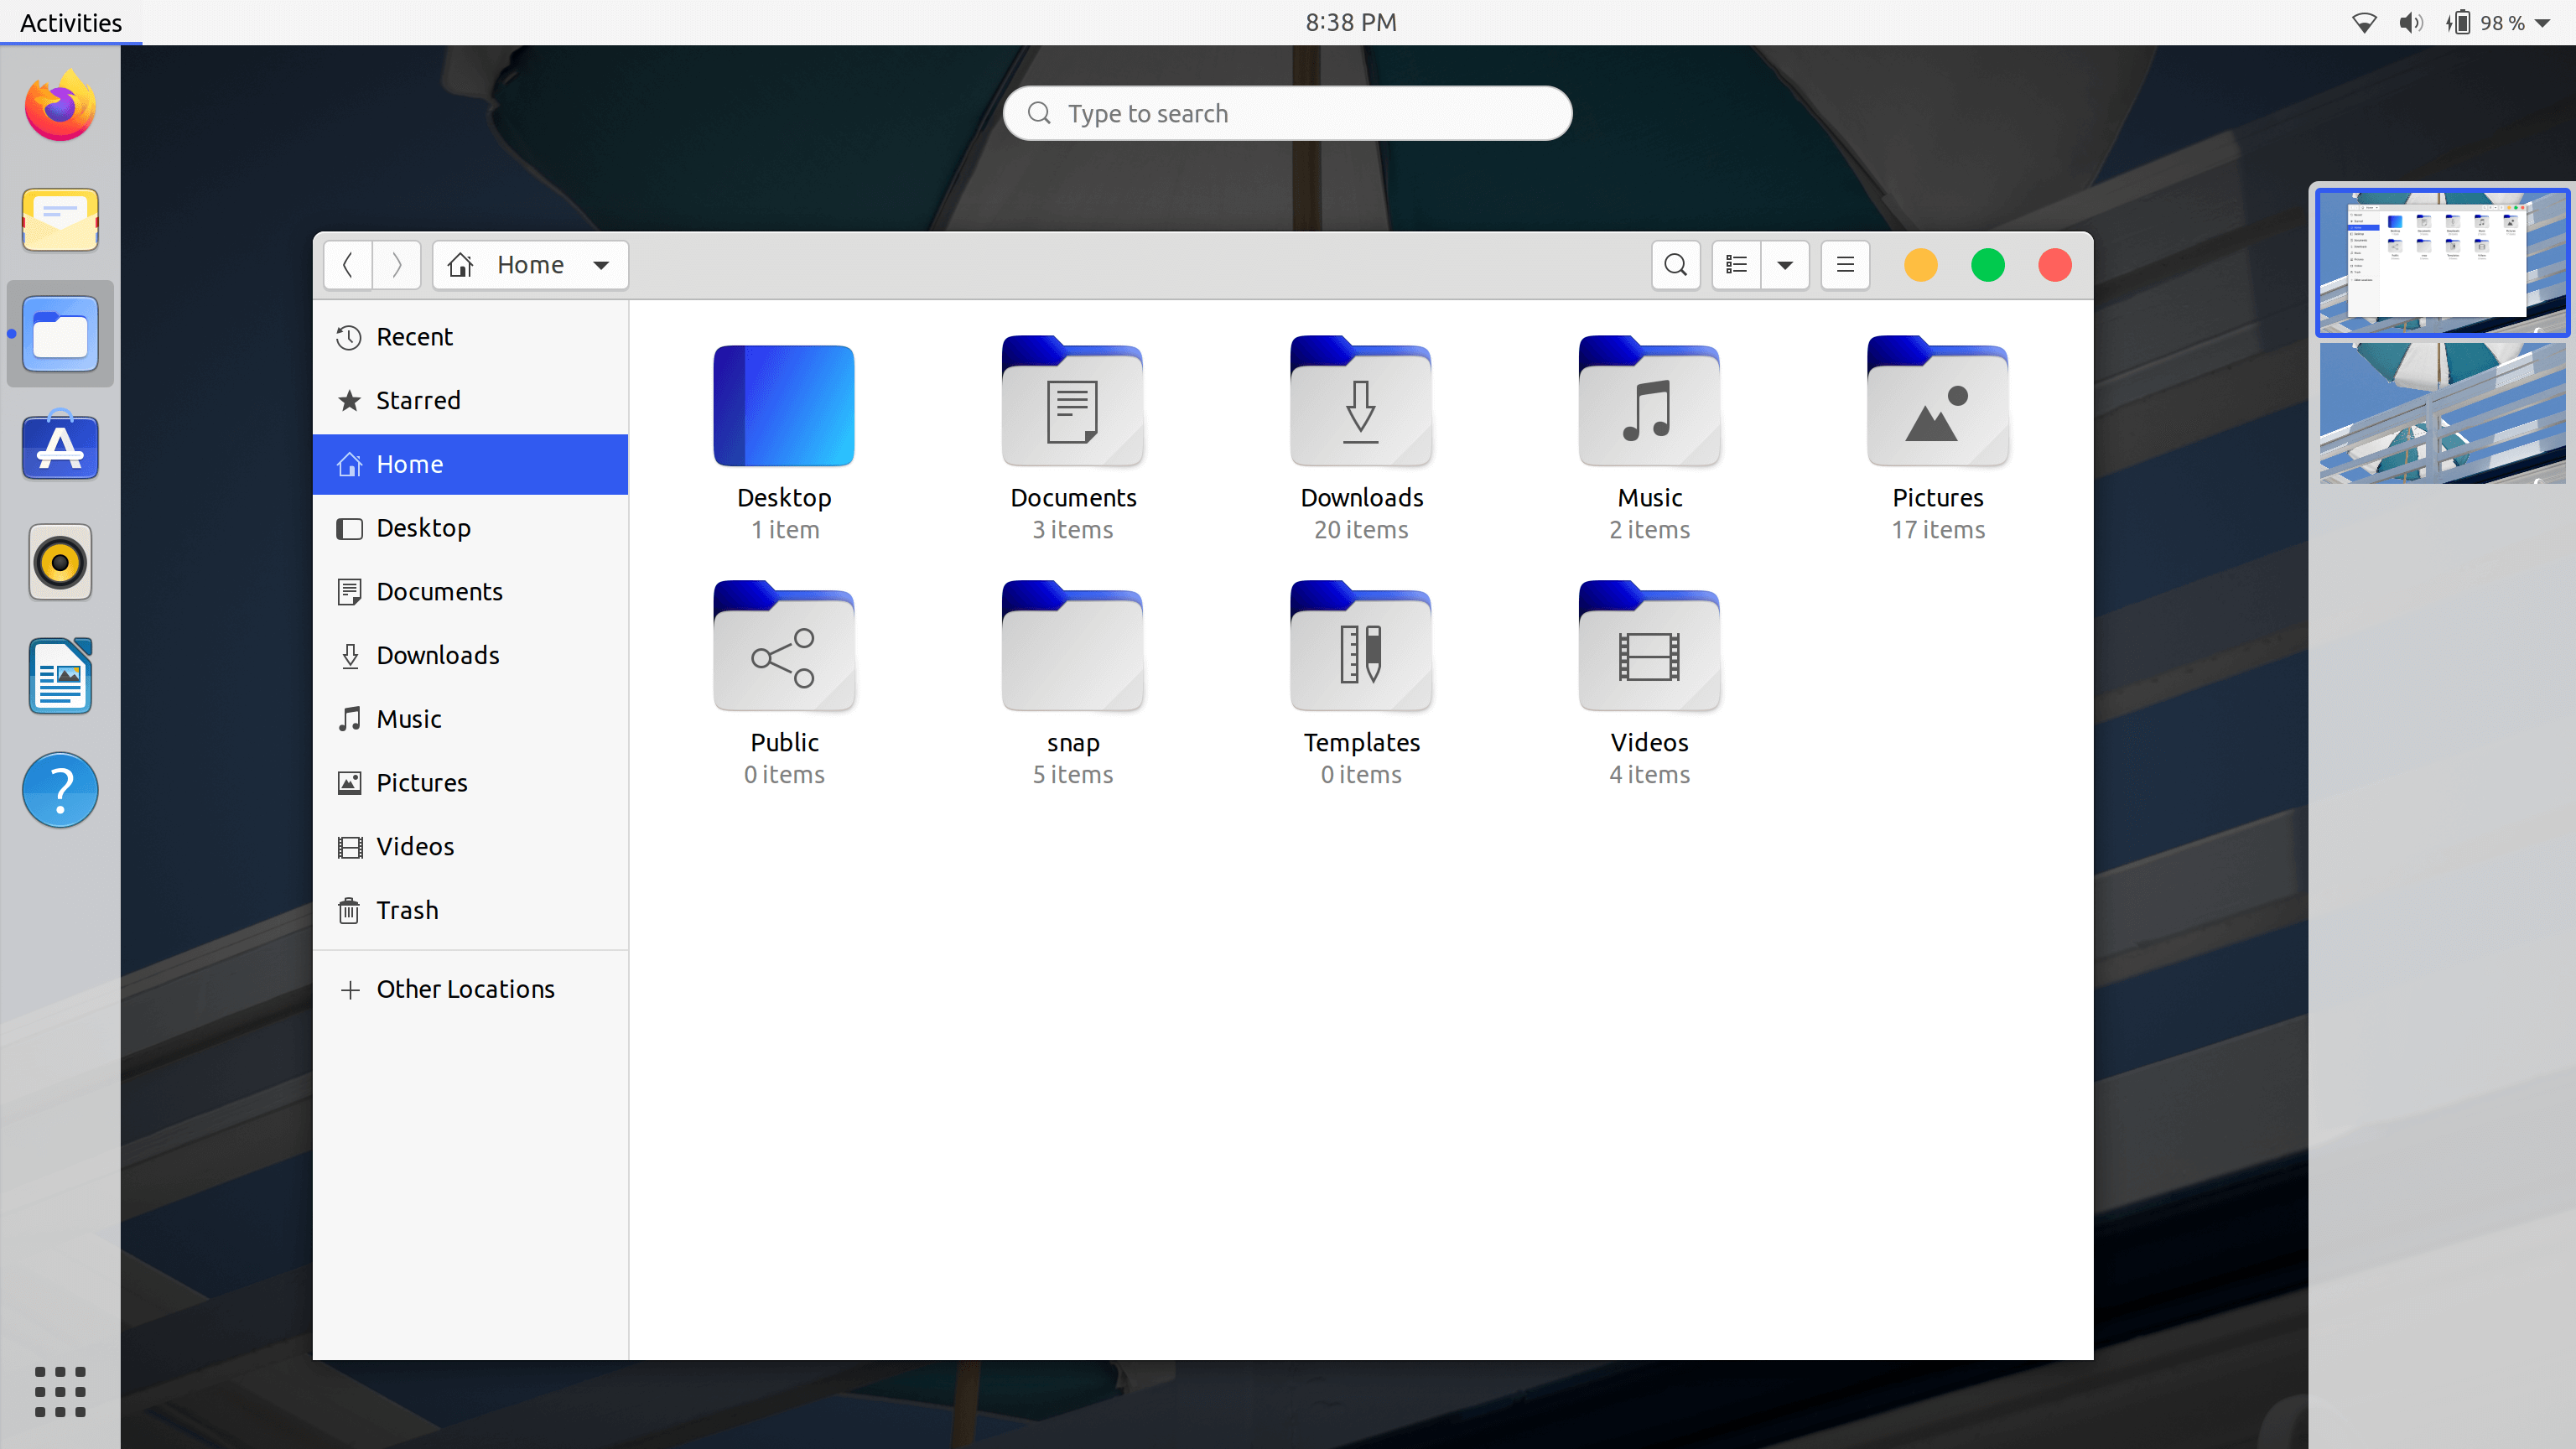 Activities
8:38 PM
98 %
Type to search
Home
Recent
Starred
Home
Desktop
Documents
Downloads
Music
Pictures
Videos
Trash
Other Locations
Desktop
1 item
Documents
3 items
Downloads
20 items
Music
2 items
Pictures
17 items
Public
0 items
snap
5 items
Templates
0 items
Videos
4 items